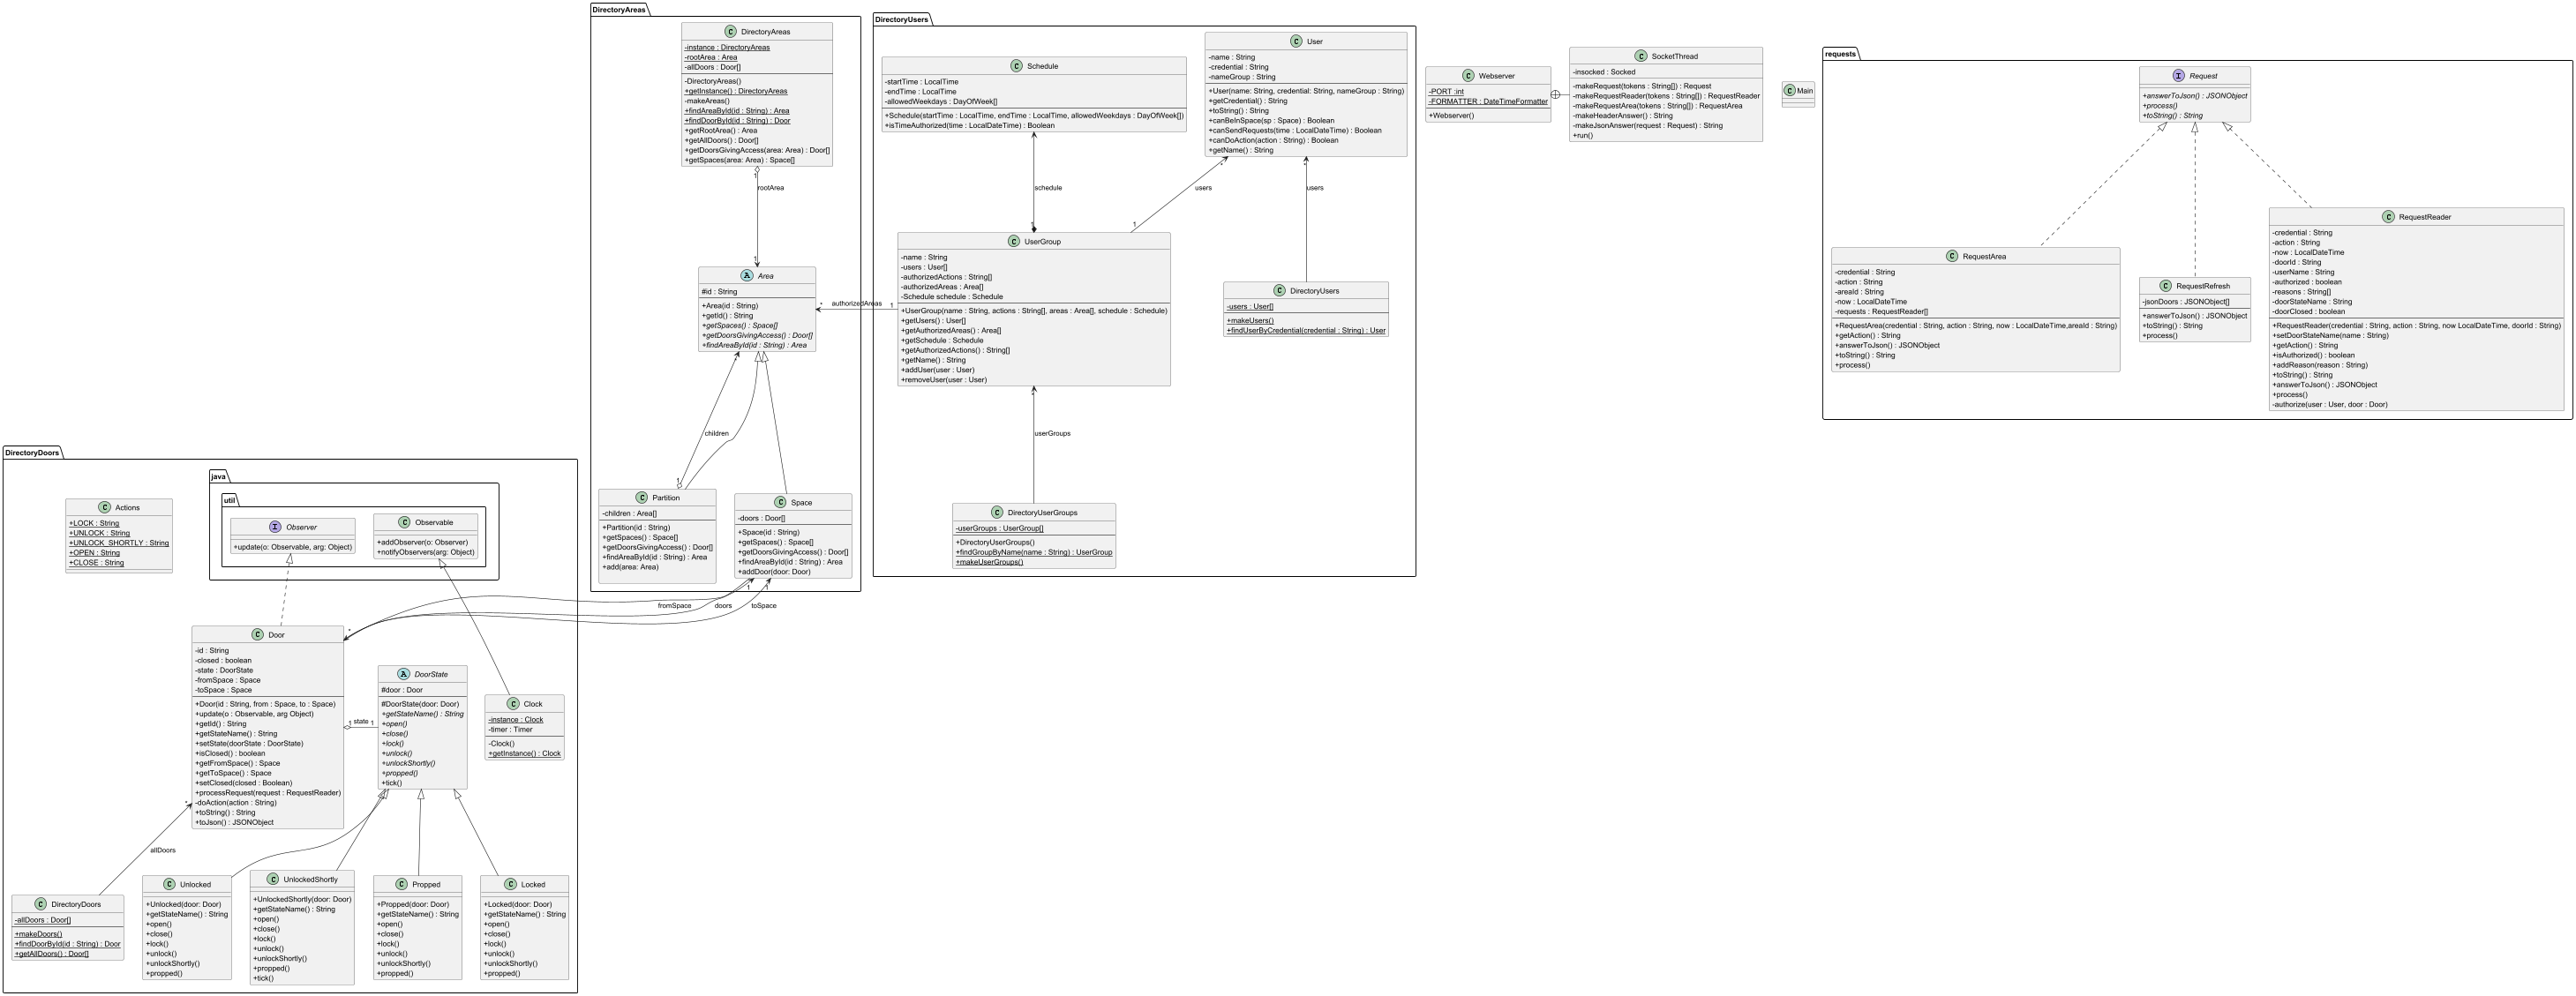 DirectoryAreas
DirectoryAreas
-instance : DirectoryAreas
-rootArea : Area
-allDoors : Door[]
-DirectoryAreas()
+getInstance() : DirectoryAreas
-makeAreas()
+findAreaById(id : String) : Area
+findDoorById(id : String) : Door
+getRootArea() : Area
+getAllDoors() : Door[]
+getDoorsGivingAccess(area: Area) : Door[]
+getSpaces(area: Area) : Space[]
1
rootArea
1
Area
#id : String
+Area(id : String)
+getId() : String
+getSpaces() : Space[]
+getDoorsGivingAccess() : Door[]
+findAreaById(id : String) : Area
* authorizedAreas 1
children
1
Partition
-children : Area[]
+Partition(id : String)
+getSpaces() : Space[]
+getDoorsGivingAccess() : Door[]
+findAreaById(id : String) : Area
+add(area: Area)
Space
-doors : Door[]
+Space(id : String)
+getSpaces() : Space[]
+getDoorsGivingAccess() : Door[]
+findAreaById(id : String) : Area
+addDoor(door: Door)
1 1
fromSpace doors toSpace
*
DirectoryUsers
Schedule
-startTime : LocalTime
-endTime : LocalTime
-allowedWeekdays : DayOfWeek[]
+Schedule(startTime : LocalTime, endTime : LocalTime, allowedWeekdays : DayOfWeek[])
+isTimeAuthorized(time : LocalDateTime) : Boolean
User
-name : String
-credential : String
-nameGroup : String
+User(name: String, credential: String, nameGroup : String)
+getCredential() : String
+toString() : String
+canBeInSpace(sp : Space) : Boolean
+canSendRequests(time : LocalDateTime) : Boolean
+canDoAction(action : String) : Boolean
+getName() : String
* *
schedule users users
1 1
UserGroup
-name : String
-users : User[]
-authorizedActions : String[]
-authorizedAreas : Area[]
-Schedule schedule : Schedule
+UserGroup(name : String, actions : String[], areas : Area[], schedule : Schedule)
+getUsers() : User[]
+getAuthorizedAreas() : Area[]
+getSchedule : Schedule
+getAuthorizedActions() : String[]
+getName() : String
+addUser(user : User)
+removeUser(user : User)
DirectoryUsers
-users : User[]
+makeUsers()
+findUserByCredential(credential : String) : User
*
userGroups
DirectoryUserGroups
-userGroups : UserGroup[]
+DirectoryUserGroups()
+findGroupByName(name : String) : UserGroup
+makeUserGroups()
Webserver
-PORT :int
-FORMATTER : DateTimeFormatter
+Webserver()
SocketThread
-insocked : Socked
-makeRequest(tokens : String[]) : Request
-makeRequestReader(tokens : String[]) : RequestReader
-makeRequestArea(tokens : String[]) : RequestArea
-makeHeaderAnswer() : String
-makeJsonAnswer(request : Request) : String
+run()
Main
requests
Request
+answerToJson() : JSONObject
+process()
+toString() : String
RequestArea
-credential : String
-action : String
-areaId : String
-now : LocalDateTime
-requests : RequestReader[]
+RequestArea(credential : String, action : String, now : LocalDateTime,areaId : String)
+getAction() : String
+answerToJson() : JSONObject
+toString() : String
+process()
RequestRefresh
-jsonDoors : JSONObject[]
+answerToJson() : JSONObject
+toString() : String
+process()
RequestReader
-credential : String
-action : String
-now : LocalDateTime
-doorId : String
-userName : String
-authorized : boolean
-reasons : String[]
-doorStateName : String
-doorClosed : boolean
+RequestReader(credential : String, action : String, now LocalDateTime, doorId : String)
+setDoorStateName(name : String)
+getAction() : String
+isAuthorized() : boolean
+addReason(reason : String)
+toString() : String
+answerToJson() : JSONObject
+process()
-authorize(user : User, door : Door)
DirectoryDoors
Actions
+LOCK : String
+UNLOCK : String
+UNLOCK_SHORTLY : String
+OPEN : String
+CLOSE : String
java
util
Observer
+update(o: Observable, arg: Object)
Observable
+addObserver(o: Observer)
+notifyObservers(arg: Object)
Door
-id : String
-closed : boolean
-state : DoorState
-fromSpace : Space
-toSpace : Space
+Door(id : String, from : Space, to : Space)
+update(o : Observable, arg Object)
+getId() : String
+getStateName() : String
+setState(doorState : DoorState)
+isClosed() : boolean
+getFromSpace() : Space
+getToSpace() : Space
+setClosed(closed : Boolean)
+processRequest(request : RequestReader)
-doAction(action : String)
+toString() : String
+toJson() : JSONObject
1 state 1
DoorState
#door : Door
#DoorState(door: Door)
+getStateName() : String
+open()
+close()
+lock()
+unlock()
+unlockShortly()
+propped()
+tick()
Clock
-instance : Clock
-timer : Timer
-Clock()
+getInstance() : Clock
*
allDoors
DirectoryDoors
-allDoors : Door[]
+makeDoors()
+findDoorById(id : String) : Door
+getAllDoors() : Door[]
Unlocked
+Unlocked(door: Door)
+getStateName() : String
+open()
+close()
+lock()
+unlock()
+unlockShortly()
+propped()
UnlockedShortly
+UnlockedShortly(door: Door)
+getStateName() : String
+open()
+close()
+lock()
+unlock()
+unlockShortly()
+propped()
+tick()
Propped
+Propped(door: Door)
+getStateName() : String
+open()
+close()
+lock()
+unlock()
+unlockShortly()
+propped()
Locked
+Locked(door: Door)
+getStateName() : String
+open()
+close()
+lock()
+unlock()
+unlockShortly()
+propped()